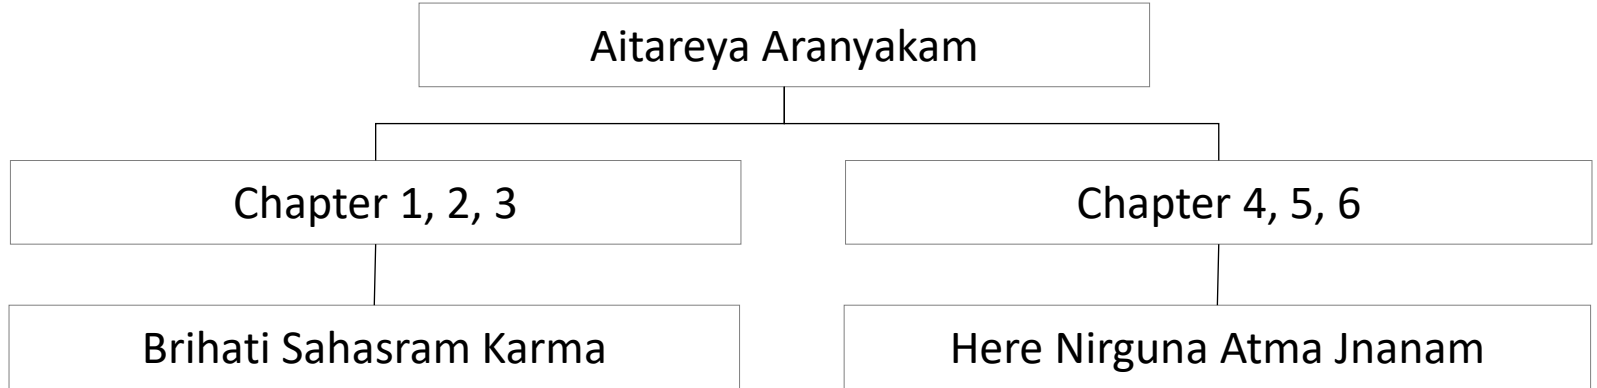 Aitareya Aranyakam
Chapter 1, 2, 3
Chapter 4, 5, 6
Brihati Sahasram Karma
Here Nirguna Atma Jnanam